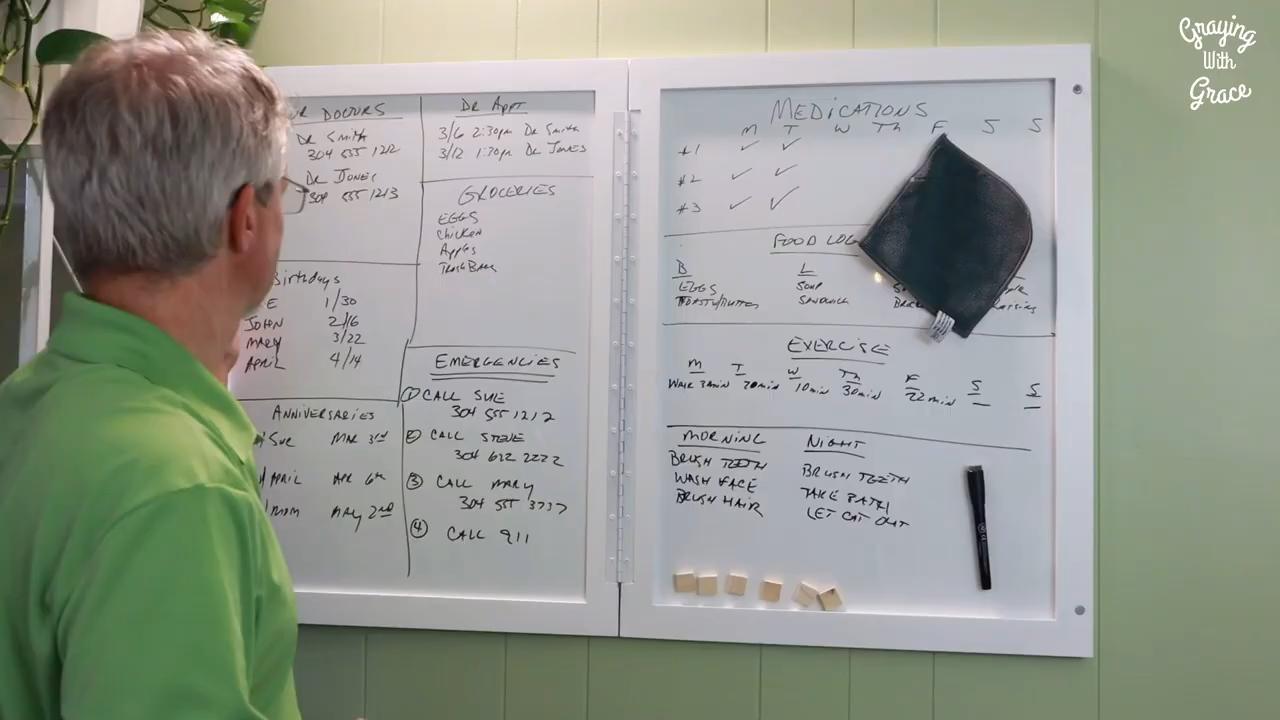 Graying
With
Grace
DOCTORS
DR SMITH
304 555 1212
DR JONES
304 555 1213
Birthdays
1/30
JOHN 2/16
MARY 3/22
APRIL 4/14
ANNIVERSARIES
SUE MAR 3rd
APRIL APR 6th
MOM MAY 2nd
DR APPT
3/6 2:30pm DR SMITH
3/12 1:30pm DR JONES
GROCERIES
EGGS
CHICKEN
APPLES
TRASH BAGS
EMERGENCIES
① CALL SUE
304 555 1212
② CALL STEVE
304 622 2222
③ CALL MARY
304 555 3737
④ CALL 911
MEDICATIONS
M T W Th F S S
#1 ✓ ✓
#2 ✓ ✓
#3 ✓ ✓
FOOD LOG
B L
EGGS SOUP
TOAST/BUTTER SANDWICH
EXERCISE
M T W Th F S S
WALK 30min 20min 10min 30min 22min
MORNING
BRUSH TEETH
WASH FACE
BRUSH HAIR
NIGHT
BRUSH TEETH
TAKE BATH
LET CAT OUT